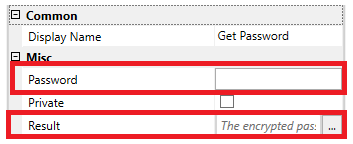 Common
Display Name Get Password
Misc
Password
Private
Result The encrypted pas: ...